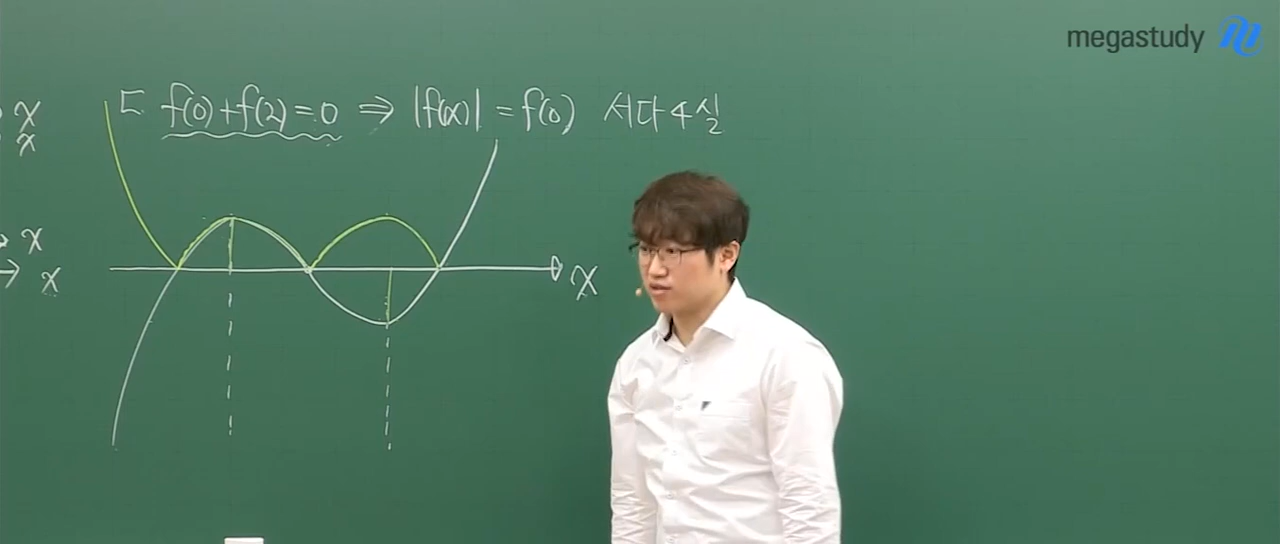 megastudy
ㄷ f(0)+f(2)=0 ⇒ |f(x)| = f(0) 서다4실
x
x
x
x
x